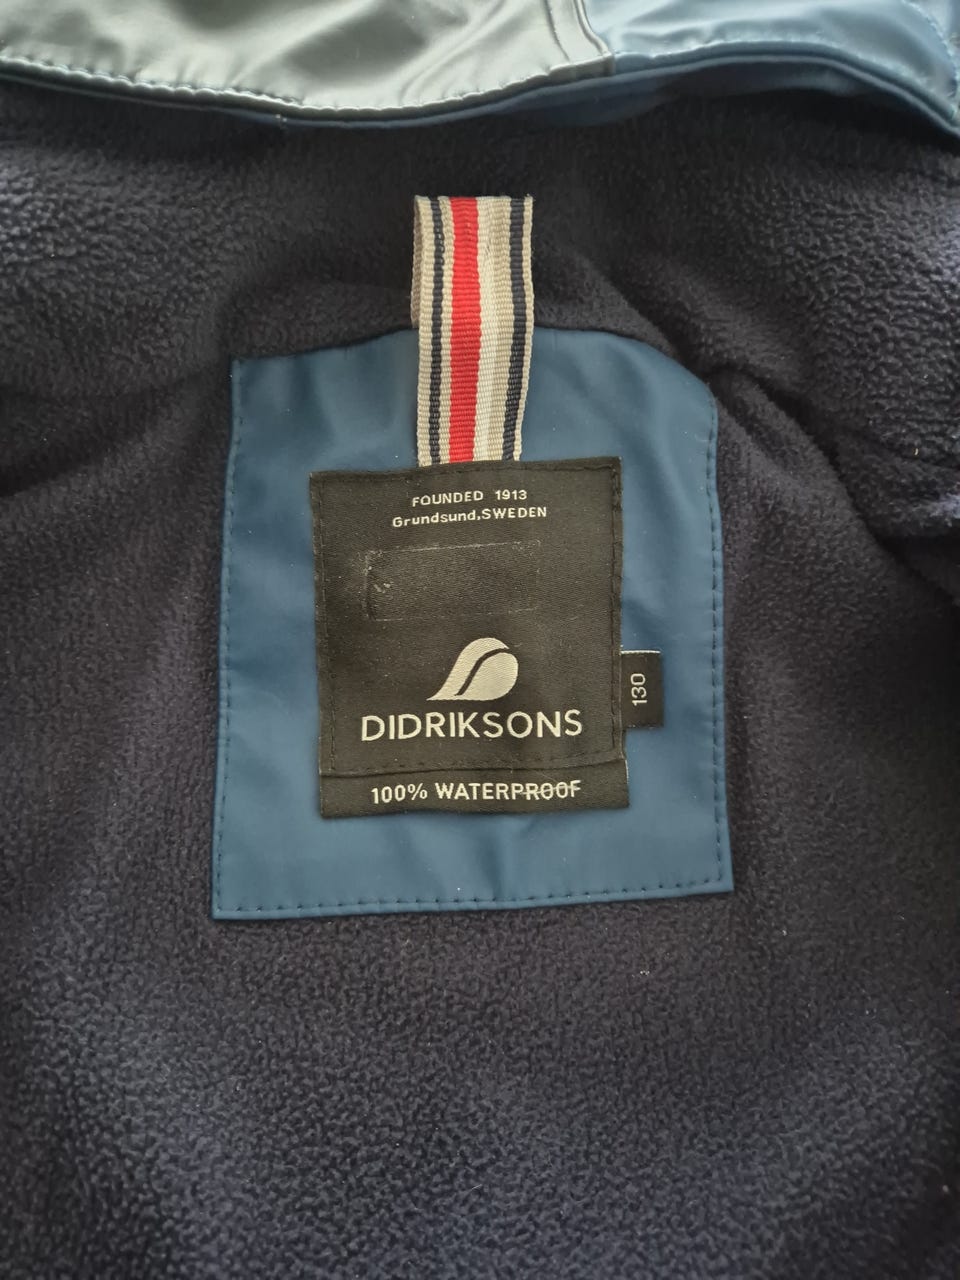 FOUNDED 1913
Grundsund,SWEDEN
DIDRIKSONS
130
100% WATERPROOF